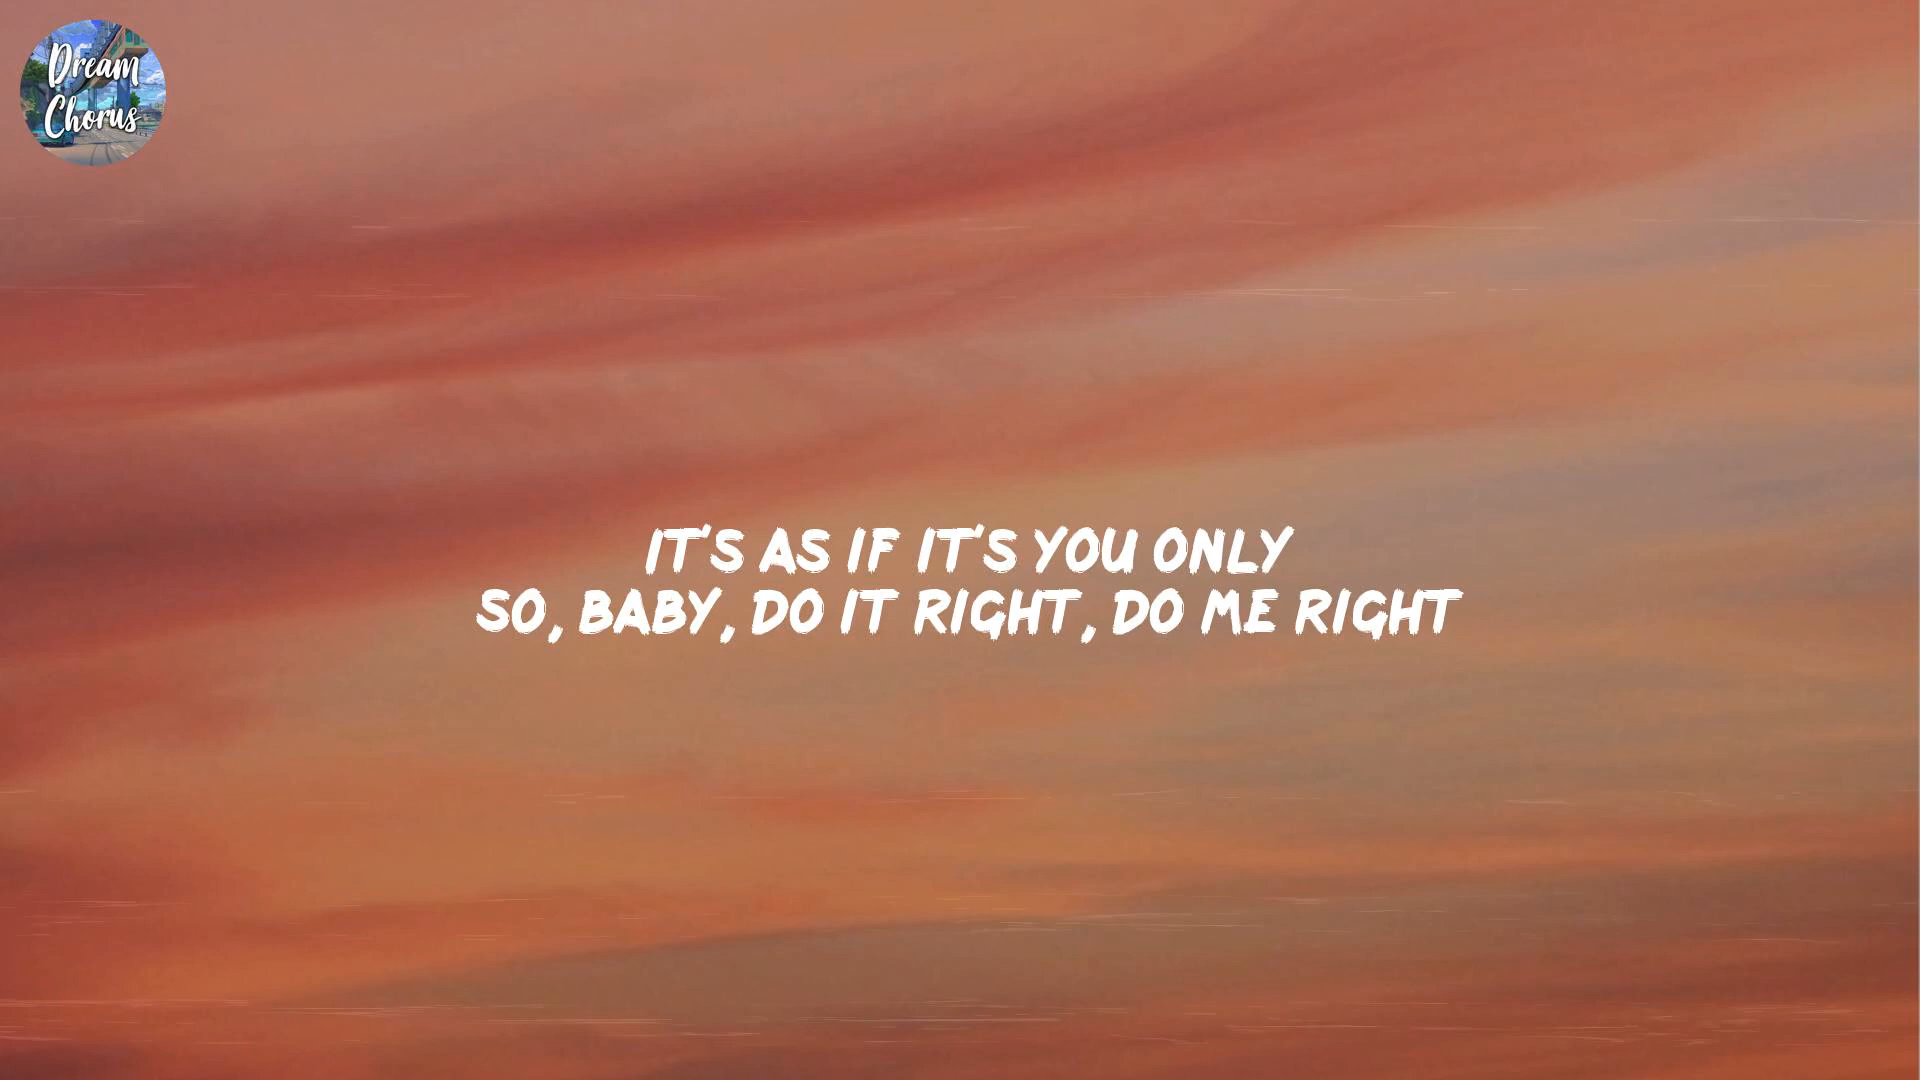 Dream
Chorus
IT'S AS IF IT'S YOU ONLY
SO, BABY, DO IT RIGHT, DO ME RIGHT